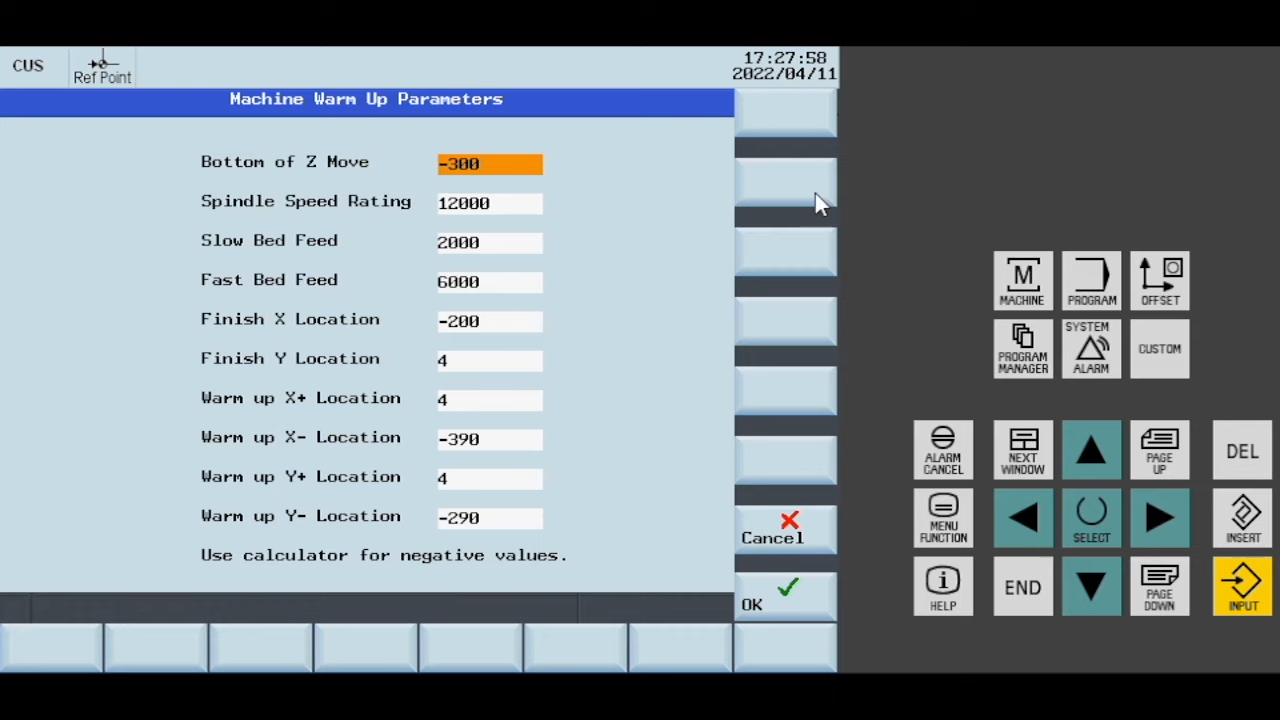 CUS
Ref Point
17:27:58
2022/04/11
Machine Warm Up Parameters
Bottom of Z Move -300
Spindle Speed Rating 12000
Slow Bed Feed 2000
Fast Bed Feed 6000
Finish X Location -200
Finish Y Location 4
Warm up X+ Location 4
Warm up X- Location -390
Warm up Y+ Location 4
Warm up Y- Location -290
Use calculator for negative values.
Cancel
OK
M
MACHINE
PROGRAM
OFFSET
PROGRAM
MANAGER
SYSTEM
ALARM
CUSTOM
ALARM
CANCEL
NEXT
WINDOW
PAGE
UP
DEL
MENU
FUNCTION
SELECT
INSERT
HELP
END
PAGE
DOWN
INPUT